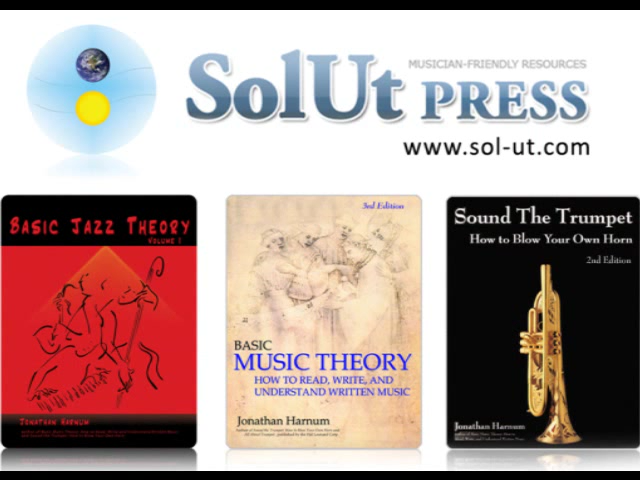 MUSICIAN-FRIENDLY RESOURCES
SolUt PRESS
www.sol-ut.com
BASIC JAZZ THEORY
VOLUME 1
JONATHAN HARNUM
3rd Edition
BASIC
MUSIC THEORY
HOW TO READ, WRITE, AND
UNDERSTAND WRITTEN MUSIC
Jonathan Harnum
Sound The Trumpet
How to Blow Your Own Horn
2nd Edition
Jonathan Harnum